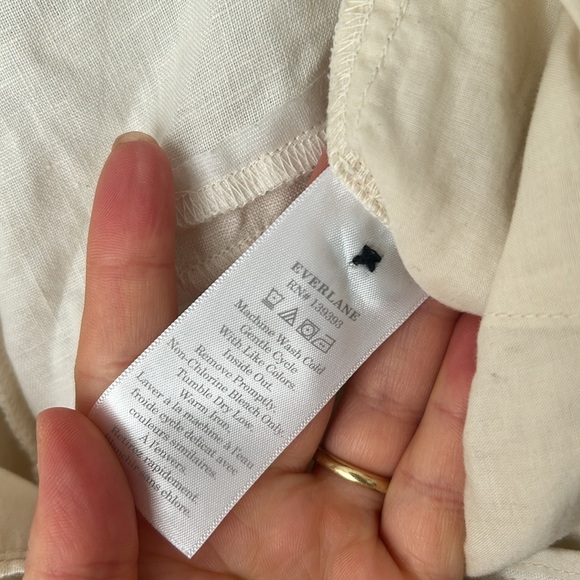 EVERLANE
RN# 139393
Machine Wash Cold
Gentle Cycle
With Like Colors
Inside Out.
Remove Promptly.
Non-Chlorine Bleach Only
Tumble Dry Low.
Warm Iron
Laver à la machine à l'eau
froide cycle délicat avec
couleurs similaires.
À l'envers.
rapidement
sans chlore.